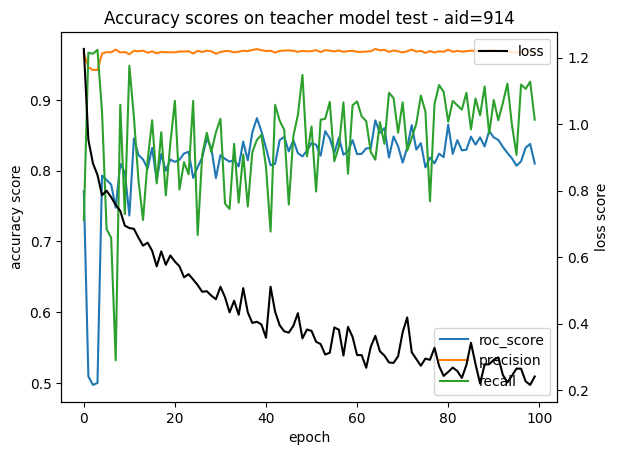 Accuracy scores on teacher model test - aid=914
loss
accuracy score
0.9
0.8
0.7
0.6
0.5
1.2
1.0
0.8
0.6
0.4
0.2
loss score
roc_score
precision
recall
0
20
40
60
80
100
epoch